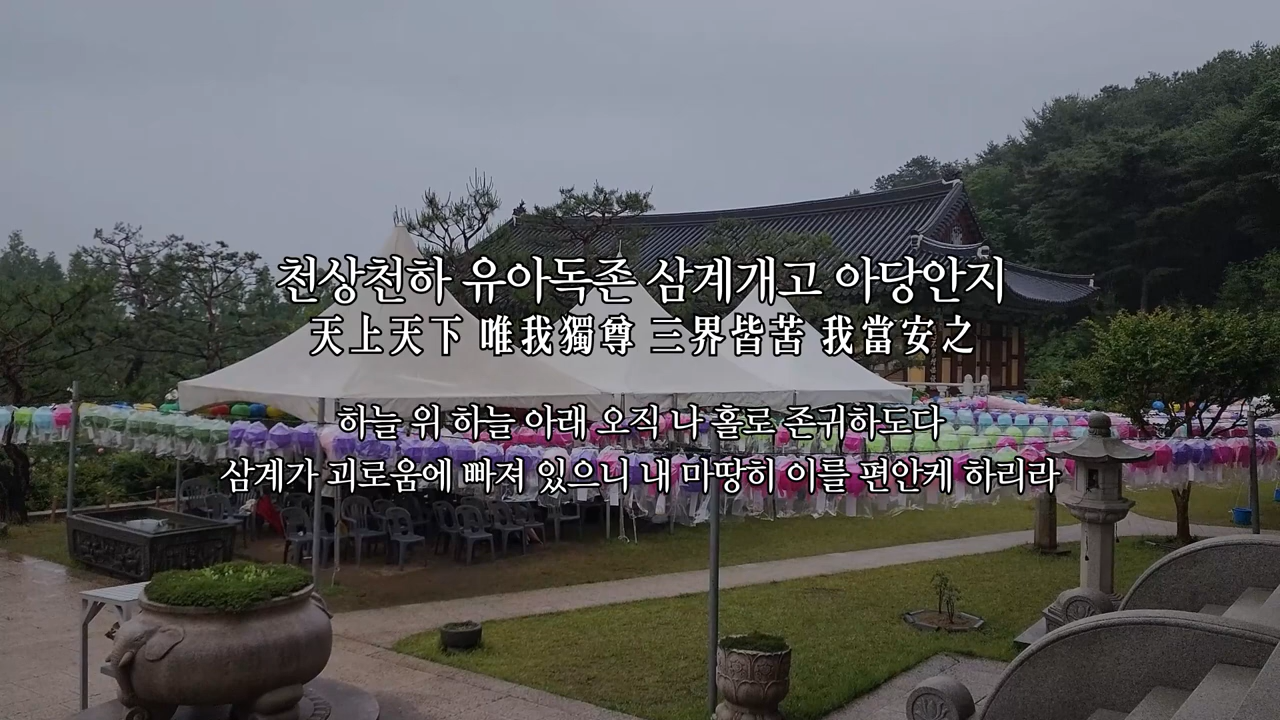 천상천하 유아독존 삼계개고 아당안지
天上天下 唯我獨尊 三界皆苦 我當安之
하늘 위 하늘 아래 오직 나 홀로 존귀하도다
삼계가 괴로움에 빠져 있으니 내 마땅히 이를 편안케 하리라